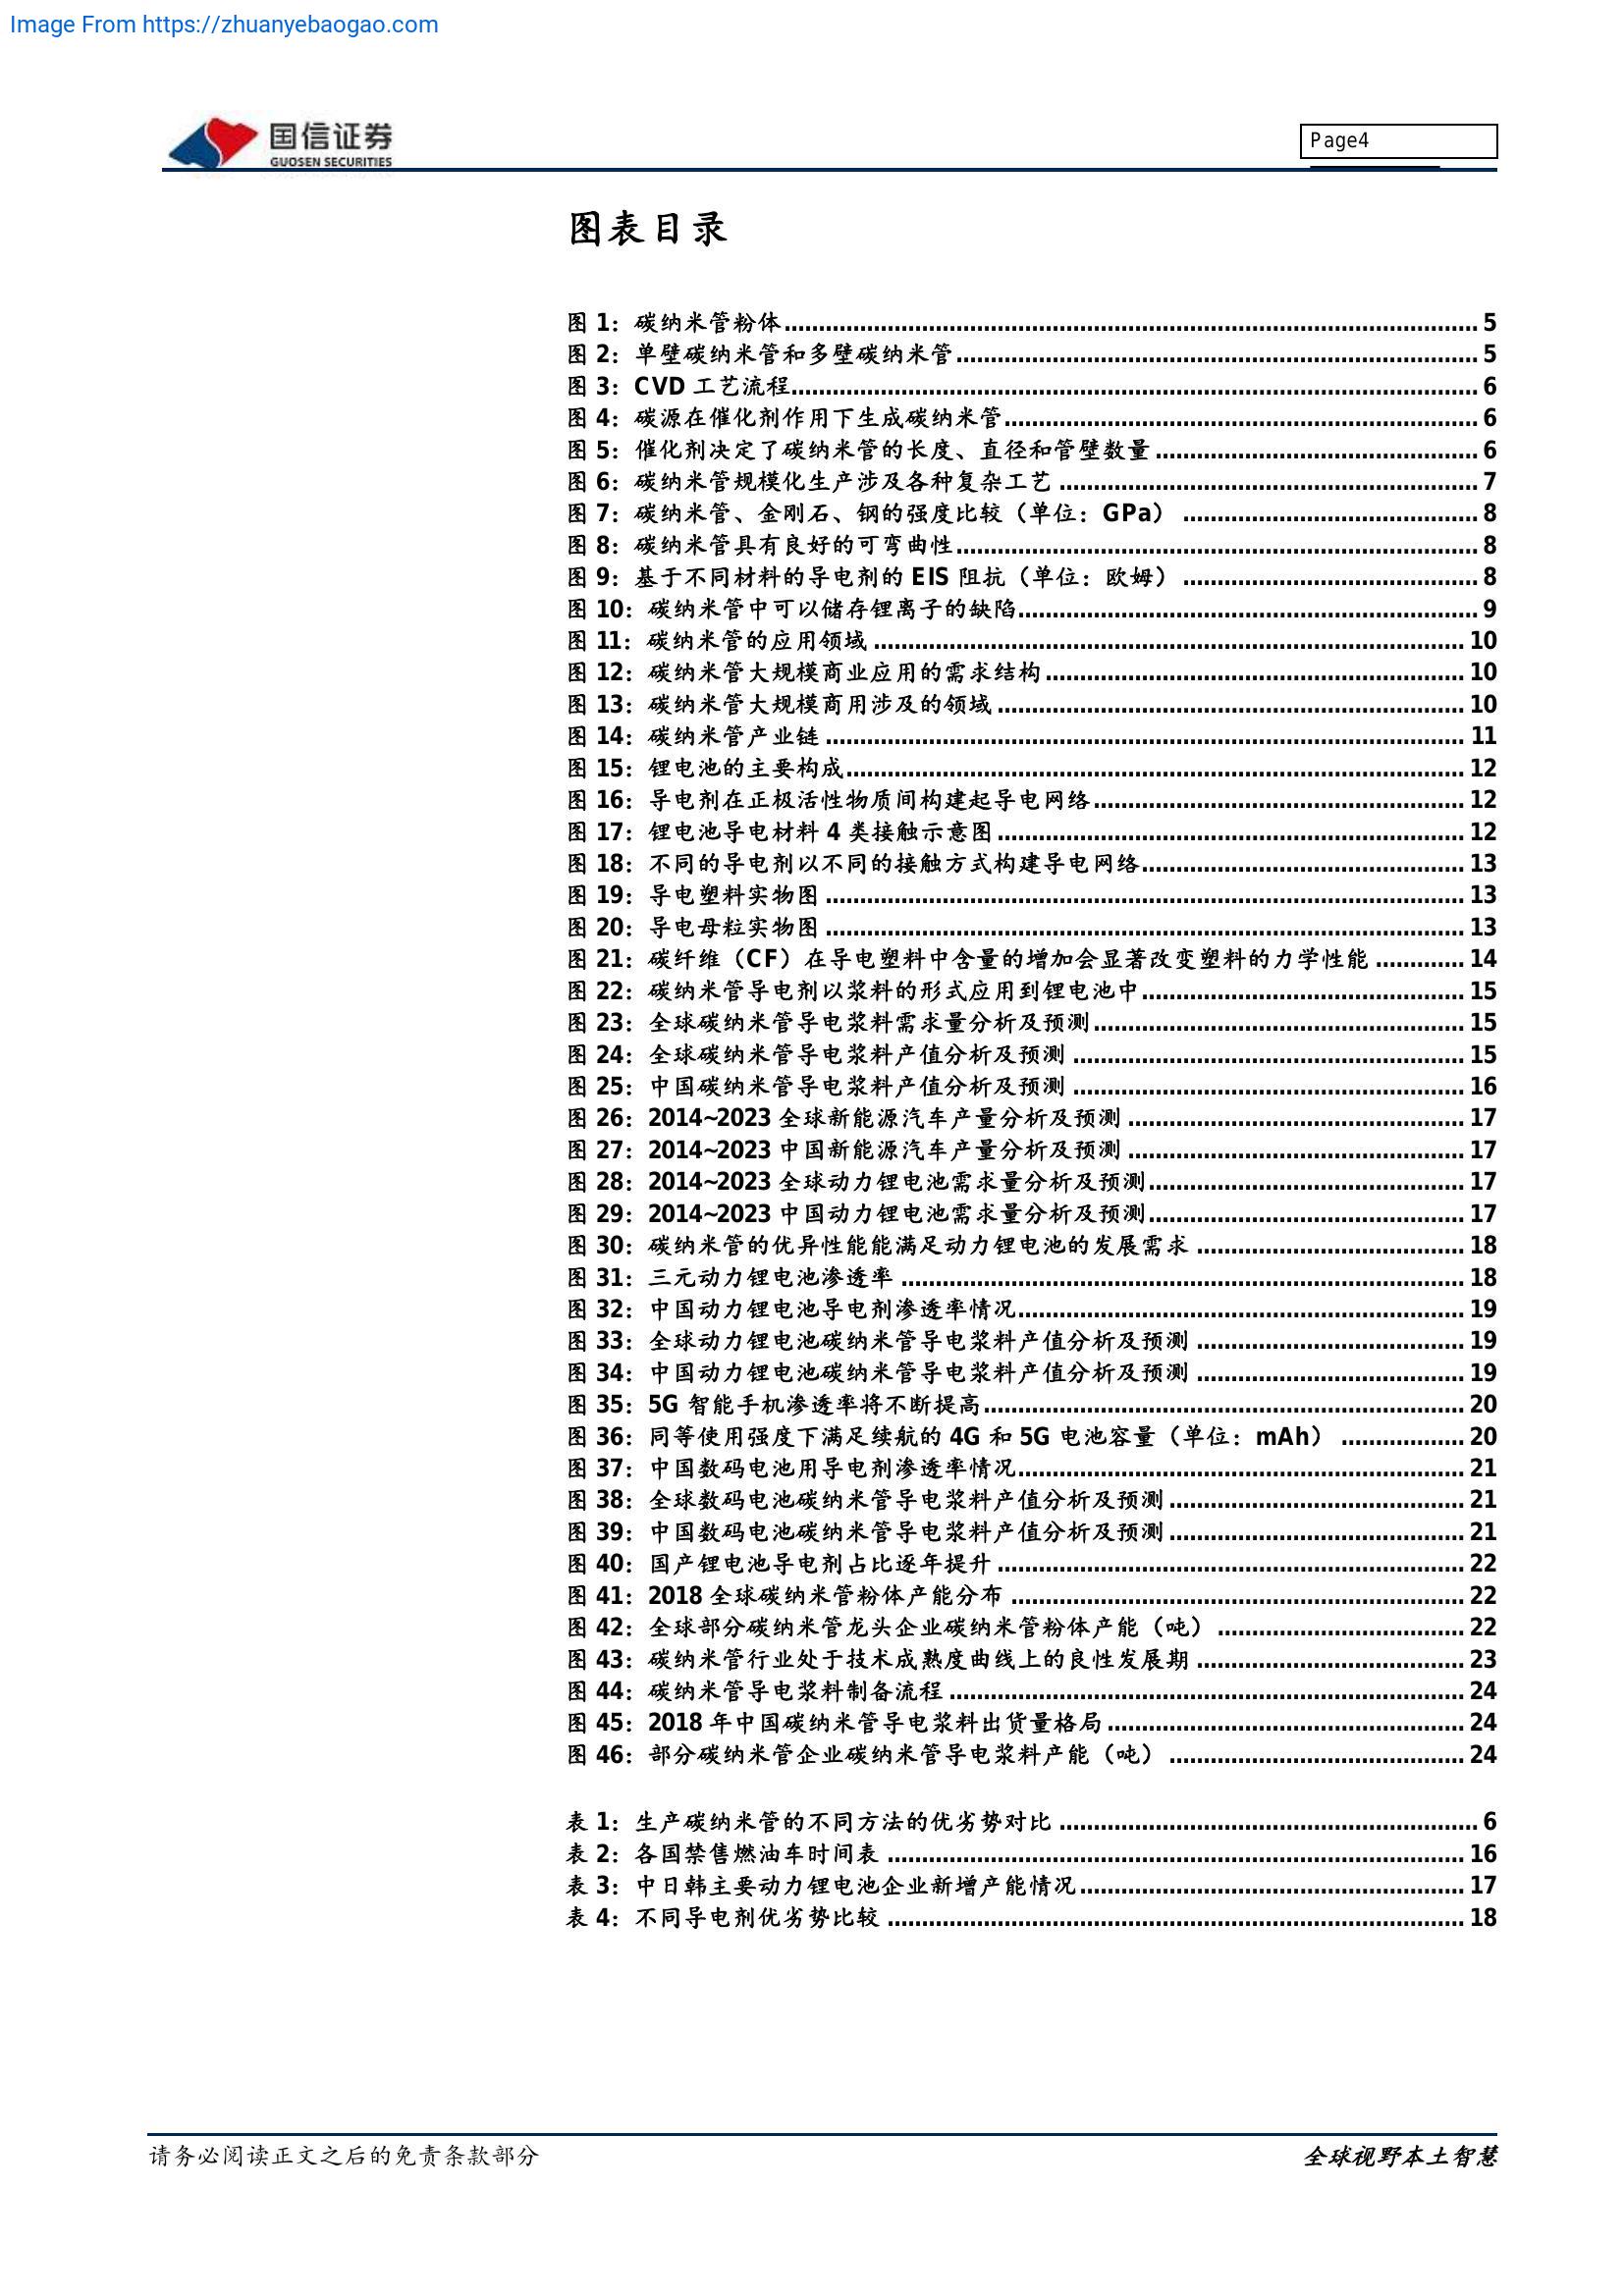 Image From https://zhuanyebaogao.com
国信证券
GUOSEN SECURITIES
Page4
图表目录
图 1：碳纳米管粉体 5
图 2：单壁碳纳米管和多壁碳纳米管 5
图 3：CVD 工艺流程 6
图 4：碳源在催化剂作用下生成碳纳米管 6
图 5：催化剂决定了碳纳米管的长度、直径和管壁数量 6
图 6：碳纳米管规模化生产涉及各种复杂工艺 7
图 7：碳纳米管、金刚石、钢的强度比较（单位：GPa） 8
图 8：碳纳米管具有良好的可弯曲性 8
图 9：基于不同材料的导电剂的 EIS 阻抗（单位：欧姆） 8
图 10：碳纳米管中可以储存锂离子的缺陷 9
图 11：碳纳米管的应用领域 10
图 12：碳纳米管大规模商业应用的需求结构 10
图 13：碳纳米管大规模商用涉及的领域 10
图 14：碳纳米管产业链 11
图 15：锂电池的主要构成 12
图 16：导电剂在正极活性物质间构建起导电网络 12
图 17：锂电池导电材料 4 类接触示意图 12
图 18：不同的导电剂以不同的接触方式构建导电网络 13
图 19：导电塑料实物图 13
图 20：导电母粒实物图 13
图 21：碳纤维（CF）在导电塑料中含量的增加会显著改变塑料的力学性能 14
图 22：碳纳米管导电剂以浆料的形式应用到锂电池中 15
图 23：全球碳纳米管导电浆料需求量分析及预测 15
图 24：全球碳纳米管导电浆料产值分析及预测 15
图 25：中国碳纳米管导电浆料产值分析及预测 16
图 26：2014~2023 全球新能源汽车产量分析及预测 17
图 27：2014~2023 中国新能源汽车产量分析及预测 17
图 28：2014~2023 全球动力锂电池需求量分析及预测 17
图 29：2014~2023 中国动力锂电池需求量分析及预测 17
图 30：碳纳米管的优异性能能满足动力锂电池的发展需求 18
图 31：三元动力锂电池渗透率 18
图 32：中国动力锂电池导电剂渗透率情况 19
图 33：全球动力锂电池碳纳米管导电浆料产值分析及预测 19
图 34：中国动力锂电池碳纳米管导电浆料产值分析及预测 19
图 35：5G 智能手机渗透率将不断提高 20
图 36：同等使用强度下满足续航的 4G 和 5G 电池容量（单位：mAh） 20
图 37：中国数码电池用导电剂渗透率情况 21
图 38：全球数码电池碳纳米管导电浆料产值分析及预测 21
图 39：中国数码电池碳纳米管导电浆料产值分析及预测 21
图 40：国产锂电池导电剂占比逐年提升 22
图 41：2018 全球碳纳米管粉体产能分布 22
图 42：全球部分碳纳米管龙头企业碳纳米管粉体产能（吨） 22
图 43：碳纳米管行业处于技术成熟度曲线上的良性发展期 23
图 44：碳纳米管导电浆料制备流程 24
图 45：2018 年中国碳纳米管导电浆料出货量格局 24
图 46：部分碳纳米管企业碳纳米管导电浆料产能（吨） 24
表 1：生产碳纳米管的不同方法的优劣势对比 6
表 2：各国禁售燃油车时间表 16
表 3：中日韩主要动力锂电池企业新增产能情况 17
表 4：不同导电剂优劣势比较 18
请务必阅读正文之后的免责条款部分
全球视野本土智慧